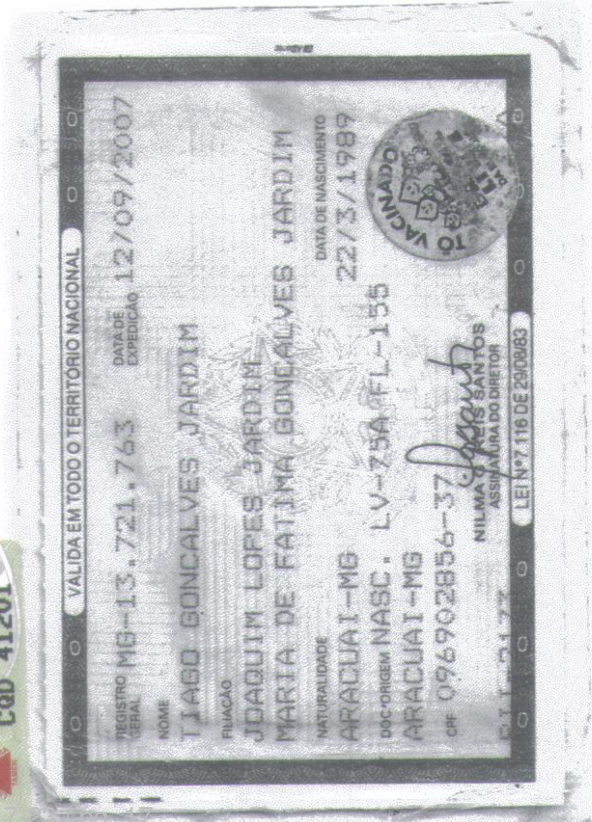 CQD 41201
VALIDA EM TODO O TERRITÓRIO NACIONAL
REGISTRO GERAL MG-13.721.763 DATA DE EXPEDIÇÃO 12/09/2007
NOME
TIAGO GONCALVES JARDIM
FILIAÇÃO
JOAQUIM LOPES JARDIM
MARIA DE FATIMA GONCALVES JARDIM
NATURALIDADE DATA DE NASCIMENTO
ARACUAI-MG 22/3/1989
DOC·ORIGEM NASC. LV-75A FL-155
ARACUAI-MG
CPF 096902856-37
NILMA REIS SANTOS
ASSINATURA DO DIRETOR
LEI Nº 7.116 DE 29/08/83
TÔ VACINADO